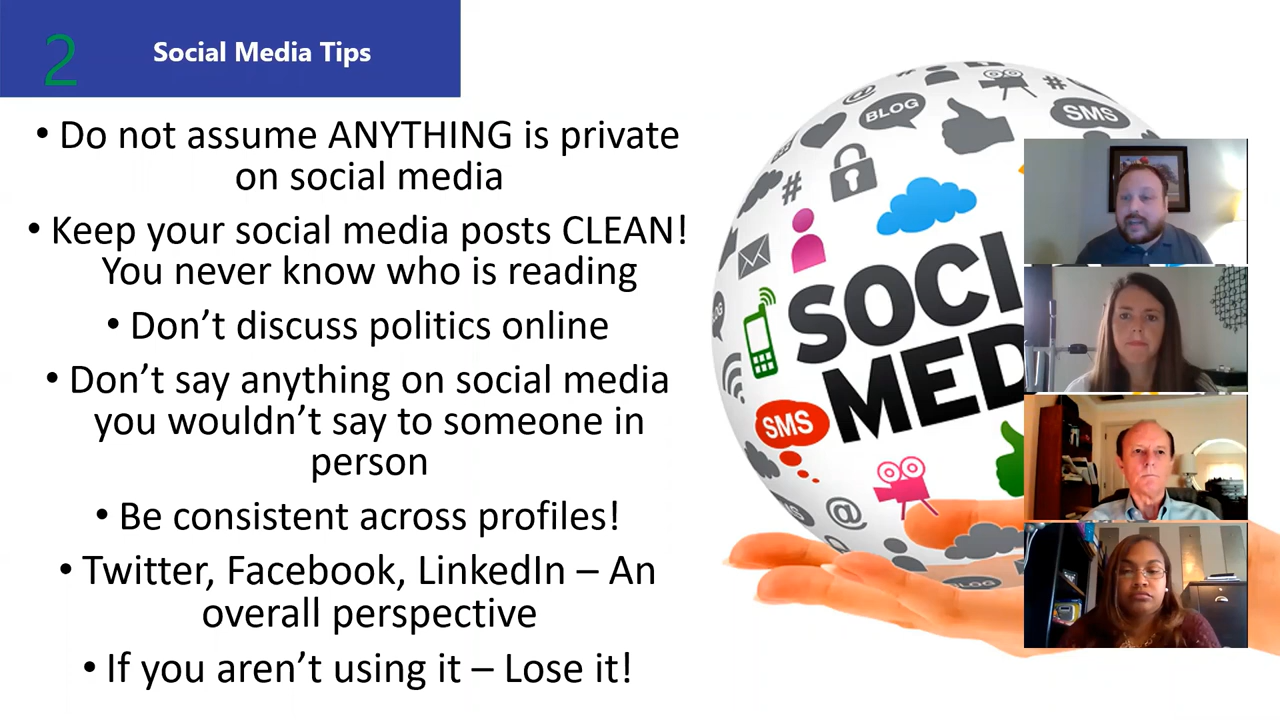 2
Social Media Tips
• Do not assume ANYTHING is private
on social media
• Keep your social media posts CLEAN!
You never know who is reading
• Don’t discuss politics online
• Don’t say anything on social media
you wouldn’t say to someone in
person
• Be consistent across profiles!
• Twitter, Facebook, LinkedIn – An
overall perspective
• If you aren’t using it – Lose it!
@
BLOG
#
SMS
#
SOCI
MED
SMS
@
BLOG